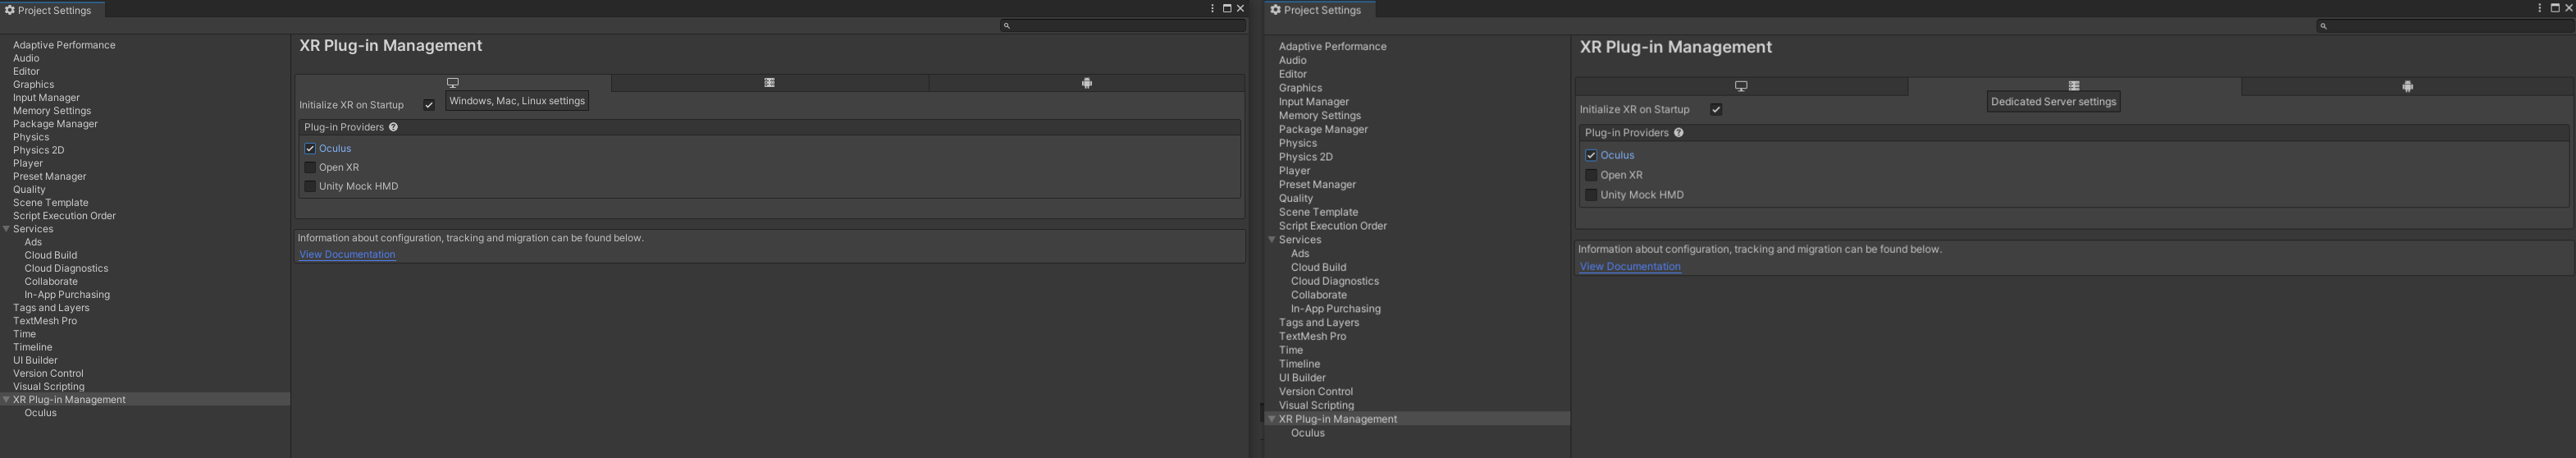 Project Settings
Adaptive Performance
Audio
Editor
Graphics
Input Manager
Memory Settings
Package Manager
Physics
Physics 2D
Player
Preset Manager
Quality
Scene Template
Script Execution Order
Services
Ads
Cloud Build
Cloud Diagnostics
Collaborate
In-App Purchasing
Tags and Layers
TextMesh Pro
Time
Timeline
UI Builder
Version Control
Visual Scripting
XR Plug-in Management
Oculus
XR Plug-in Management
Initialize XR on Startup
Windows, Mac, Linux settings
Plug-in Providers
Oculus
Open XR
Unity Mock HMD
Information about configuration, tracking and migration can be found below.
View Documentation
Project Settings
Adaptive Performance
Audio
Editor
Graphics
Input Manager
Memory Settings
Package Manager
Physics
Physics 2D
Player
Preset Manager
Quality
Scene Template
Script Execution Order
Services
Ads
Cloud Build
Cloud Diagnostics
Collaborate
In-App Purchasing
Tags and Layers
TextMesh Pro
Time
Timeline
UI Builder
Version Control
Visual Scripting
XR Plug-in Management
Oculus
XR Plug-in Management
Dedicated Server settings
Initialize XR on Startup
Plug-in Providers
Oculus
Open XR
Unity Mock HMD
Information about configuration, tracking and migration can be found below.
View Documentation